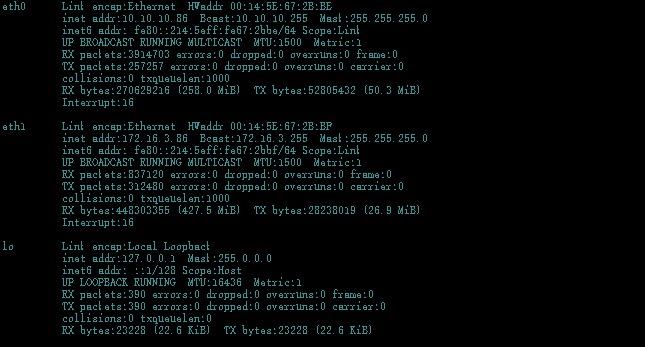 eth0 Link encap:Ethernet HWaddr 00:14:5E:67:2B:BE
inet addr:10.10.10.86 Bcast:10.10.10.255 Mask:255.255.255.0
inet6 addr: fe80::214:5eff:fe67:2bbe/64 Scope:Link
UP BROADCAST RUNNING MULTICAST MTU:1500 Metric:1
RX packets:3914703 errors:0 dropped:0 overruns:0 frame:0
TX packets:257257 errors:0 dropped:0 overruns:0 carrier:0
collisions:0 txqueuelen:1000
RX bytes:270629216 (258.0 MiB) TX bytes:52805432 (50.3 MiB)
Interrupt:16
eth1 Link encap:Ethernet HWaddr 00:14:5E:67:2B:BF
inet addr:172.16.3.86 Bcast:172.16.3.255 Mask:255.255.255.0
inet6 addr: fe80::214:5eff:fe67:2bbf/64 Scope:Link
UP BROADCAST RUNNING MULTICAST MTU:1500 Metric:1
RX packets:837120 errors:0 dropped:0 overruns:0 frame:0
TX packets:312480 errors:0 dropped:0 overruns:0 carrier:0
collisions:0 txqueuelen:1000
RX bytes:448303355 (427.5 MiB) TX bytes:28238019 (26.9 MiB)
Interrupt:16
lo Link encap:Local Loopback
inet addr:127.0.0.1 Mask:255.0.0.0
inet6 addr: ::1/128 Scope:Host
UP LOOPBACK RUNNING MTU:16436 Metric:1
RX packets:390 errors:0 dropped:0 overruns:0 frame:0
TX packets:390 errors:0 dropped:0 overruns:0 carrier:0
collisions:0 txqueuelen:0
RX bytes:23228 (22.6 KiB) TX bytes:23228 (22.6 KiB)